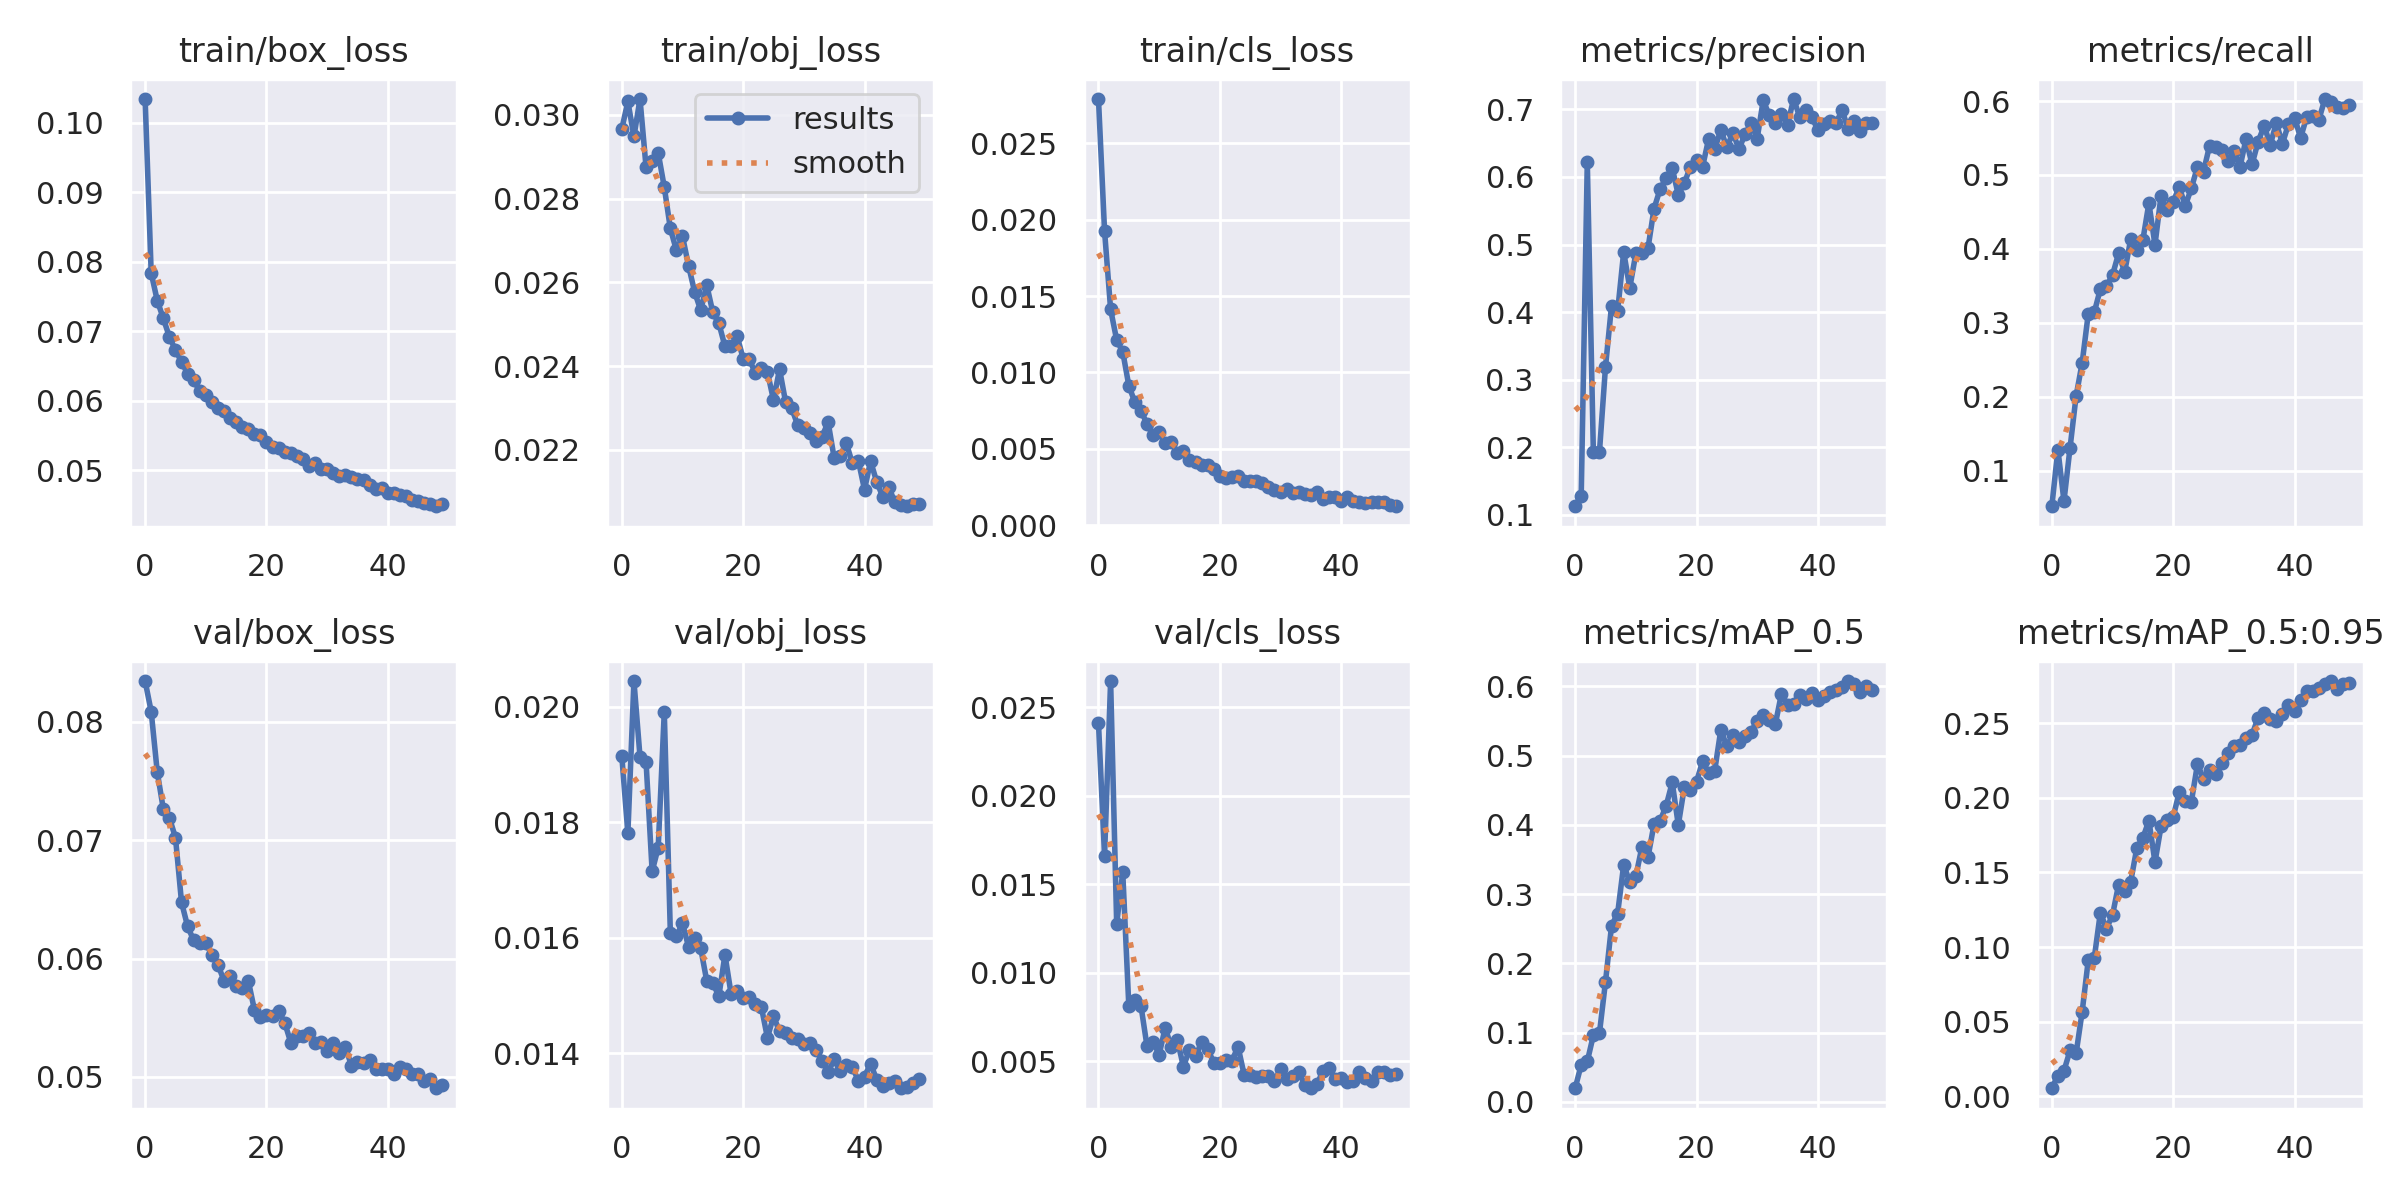 train/box_loss
0.10
0.09
0.08
0.07
0.06
0.05
0 20 40
train/obj_loss
results
smooth
0.030
0.028
0.026
0.024
0.022
0 20 40
train/cls_loss
0.025
0.020
0.015
0.010
0.005
0.000
0 20 40
metrics/precision
0.7
0.6
0.5
0.4
0.3
0.2
0.1
0 20 40
metrics/recall
0.6
0.5
0.4
0.3
0.2
0.1
0 20 40
val/box_loss
0.08
0.07
0.06
0.05
0 20 40
val/obj_loss
0.020
0.018
0.016
0.014
0 20 40
val/cls_loss
0.025
0.020
0.015
0.010
0.005
0 20 40
metrics/mAP_0.5
0.6
0.5
0.4
0.3
0.2
0.1
0.0
0 20 40
metrics/mAP_0.5:0.95
0.25
0.20
0.15
0.10
0.05
0.00
0 20 40